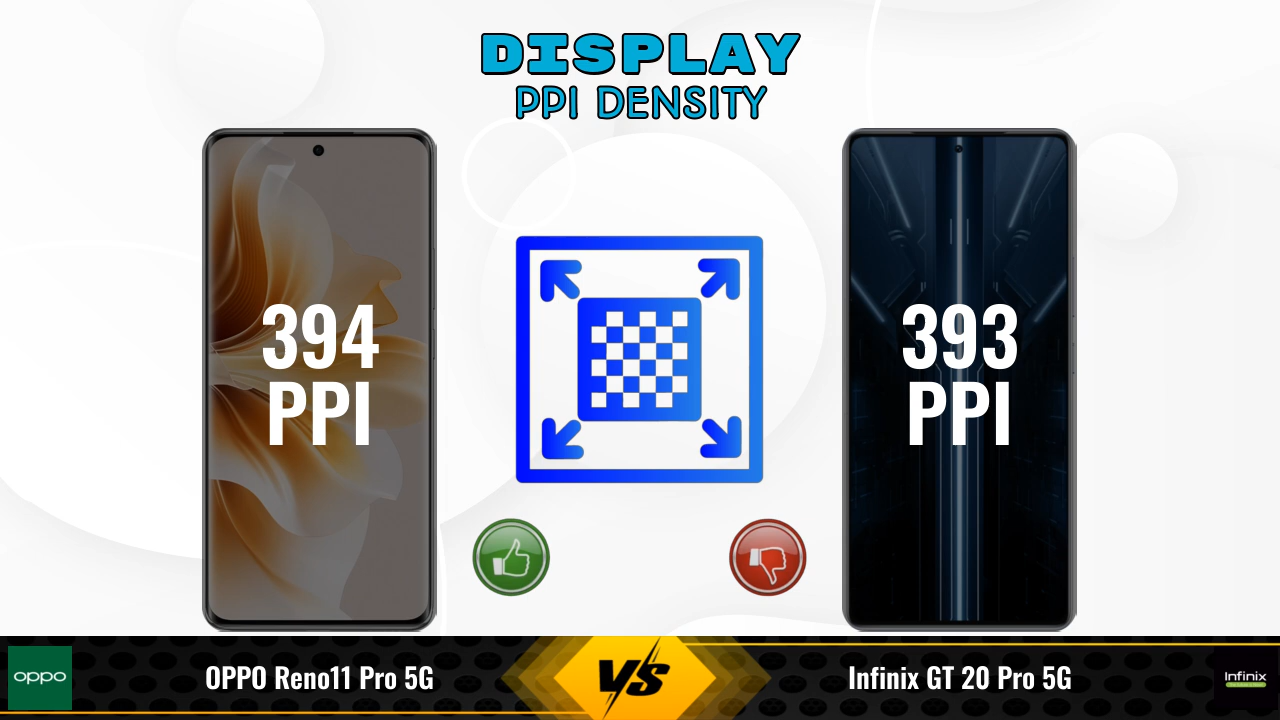 DISPLAY
PPI DENSITY
394
PPI
393
PPI
oppo
OPPO Reno11 Pro 5G
VS
Infinix GT 20 Pro 5G
Infinix